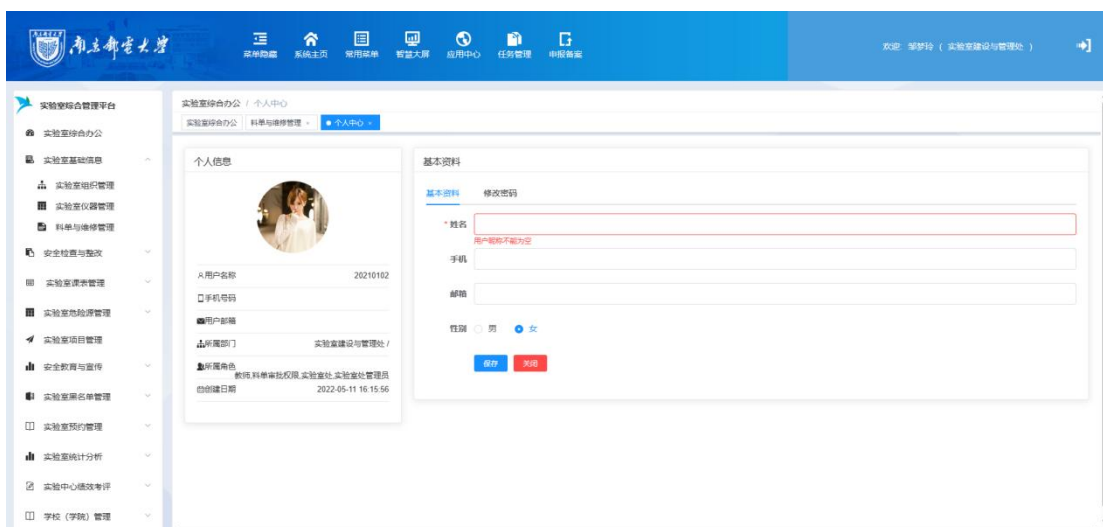 南京邮电大学
菜单隐藏 系统主页 常用菜单 智慧大屏 应用中心 任务管理 申报备案
欢迎 邹梦玲 ( 实验室建设与管理处 )
实验室综合管理平台
实验室综合办公
实验室基础信息
实验室组织管理
实验室仪器管理
料单与维修管理
安全检查与整改
实验室课表管理
实验室危险源管理
实验室项目管理
安全教育与宣传
实验室黑名单管理
实验室预约管理
实验室统计分析
实验中心绩效考评
学校（学院）管理
实验室综合办公 / 个人中心
实验室综合办公 料单与维修管理 × ● 个人中心 ×
个人信息
用户名称 20210102
手机号码
用户邮箱
所属部门 实验室建设与管理处 /
所属角色
教师,料单审批权限,实验室处,实验室处管理员
创建日期 2022-05-11 16:15:56
基本资料
基本资料 修改密码
* 姓名
用户昵称不能为空
手机
邮箱
性别 男 女
保存 关闭